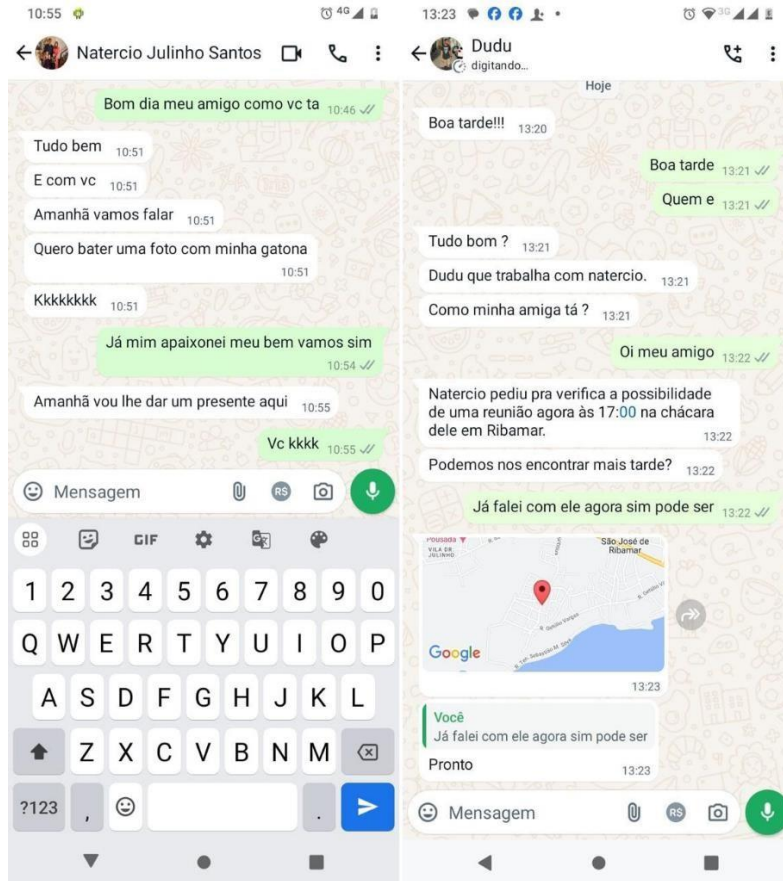 10:55
4G
Natercio Julinho Santos
Bom dia meu amigo como vc ta 10:46
Tudo bem 10:51
E com vc 10:51
Amanhã vamos falar 10:51
Quero bater uma foto com minha gatona
10:51
Kkkkkkkk 10:51
Já mim apaixonei meu bem vamos sim
10:54
Amanhã vou lhe dar um presente aqui 10:55
Vc kkkk 10:55
Mensagem
R$
GIF
1 2 3 4 5 6 7 8 9 0
Q W E R T Y U I O P
A S D F G H J K L
Z X C V B N M
?123 , .
13:23
3G
Dudu
digitando...
Hoje
Boa tarde!!! 13:20
Boa tarde 13:21
Quem e 13:21
Tudo bom ? 13:21
Dudu que trabalha com natercio. 13:21
Como minha amiga tá ? 13:21
Oi meu amigo 13:22
Natercio pediu pra verifica a possibilidade
de uma reunião agora às 17:00 na chácara
dele em Ribamar. 13:22
Podemos nos encontrar mais tarde? 13:22
Já falei com ele agora sim pode ser 13:22
Pousada
VILA DR.
JULINHO
São José de
Ribamar
R. Getúlio Vargas
Google
13:23
Você
Já falei com ele agora sim pode ser
Pronto 13:23
Mensagem
R$